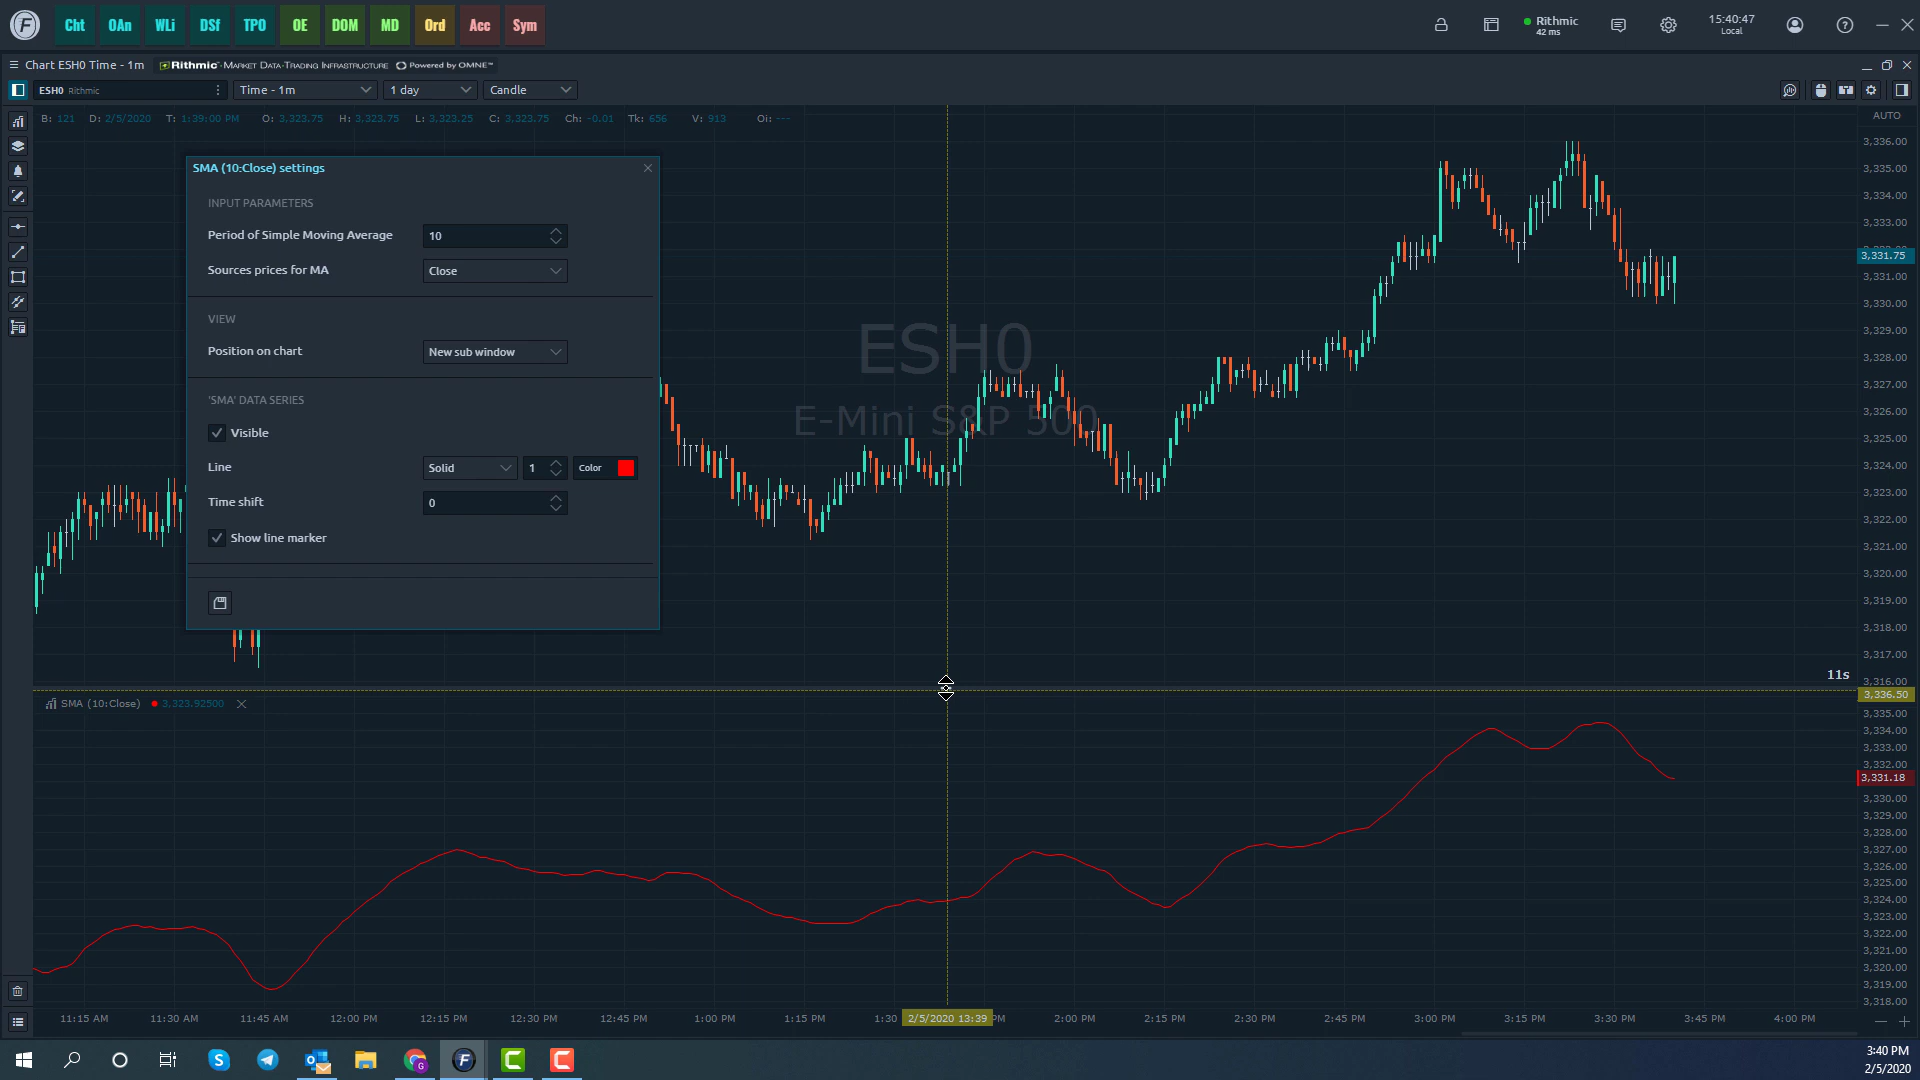 F Cht OAn WLi DSf TPO OE DOM MD Ord Acc Sym Rithmic 42 ms 15:40:47 Local
Chart ESH0 Time - 1m Rithmic MARKET DATA-TRADING INFRASTRUCTURE Powered by OMNE™
ESH0 Rithmic Time - 1m 1 day Candle
B: 121 D: 2/5/2020 T: 1:39:00 PM O: 3,323.75 H: 3,323.75 L: 3,323.25 C: 3,323.75 Ch: -0.01 Tk: 656 V: 913 Oi: ---
AUTO
SMA (10:Close) settings
INPUT PARAMETERS
Period of Simple Moving Average 10
Sources prices for MA Close
VIEW
Position on chart New sub window
'SMA' DATA SERIES
Visible
Line Solid 1 Color
Time shift 0
Show line marker
ESH0
E-Mini S&P 500
3,336.00
3,335.00
3,334.00
3,333.00
3,331.75
3,331.00
3,330.00
3,329.00
3,328.00
3,327.00
3,326.00
3,325.00
3,324.00
3,323.00
3,322.00
3,321.00
3,320.00
3,319.00
3,318.00
3,317.00
11s
3,316.00
3,336.50
SMA (10:Close) 3,323.92500
3,335.00
3,334.00
3,333.00
3,332.00
3,331.18
3,330.00
3,329.00
3,328.00
3,327.00
3,326.00
3,325.00
3,324.00
3,323.00
3,322.00
3,321.00
3,320.00
3,319.00
3,318.00
11:15 AM 11:30 AM 11:45 AM 12:00 PM 12:15 PM 12:30 PM 12:45 PM 1:00 PM 1:15 PM 1:30 2/5/2020 13:39 PM 2:00 PM 2:15 PM 2:30 PM 2:45 PM 3:00 PM 3:15 PM 3:30 PM 3:45 PM 4:00 PM
3:40 PM
2/5/2020